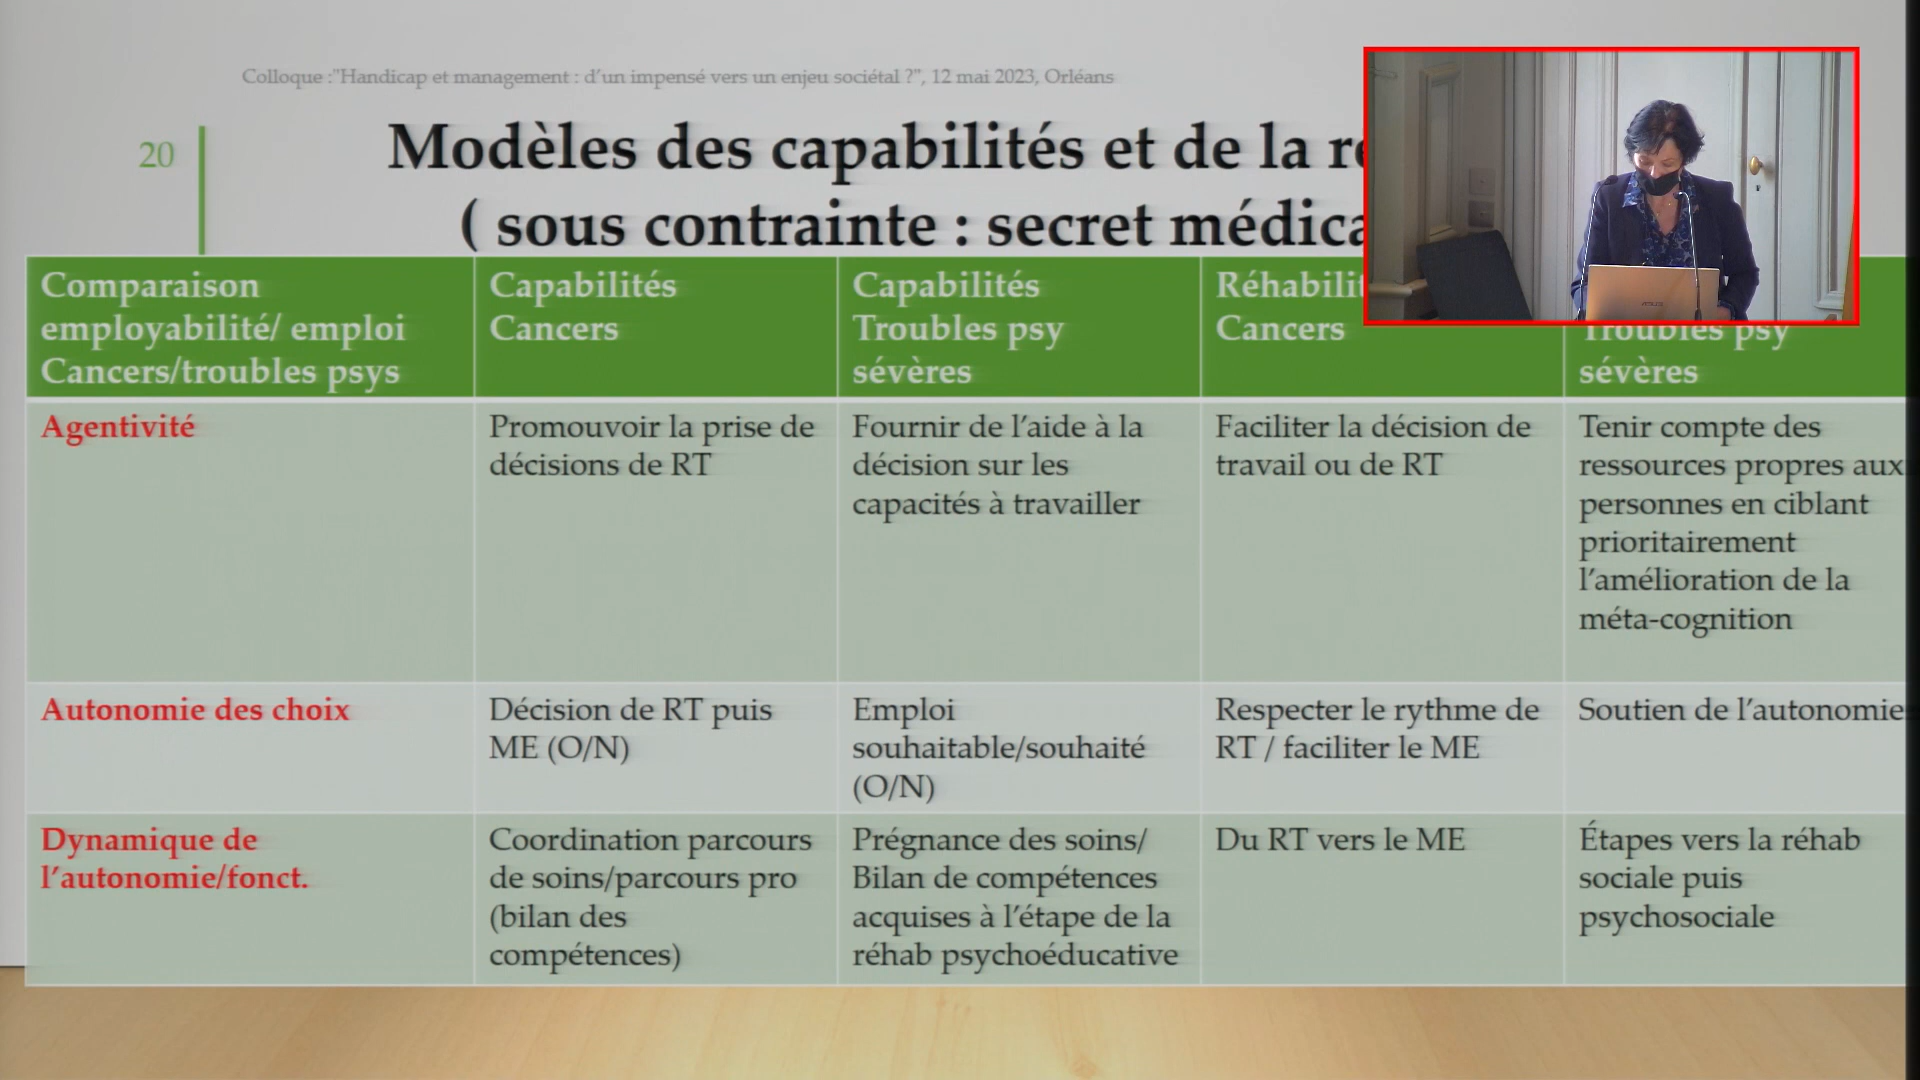 Colloque :"Handicap et management : d'un impensé vers un enjeu sociétal ?", 12 mai 2023, Orléans
20
Modèles des capabilités et de la
( sous contrainte : secret
Comparaison
employabilité/ emploi
Cancers/troubles psys
Capabilités
Cancers
Capabilités
Troubles psy
sévères
Cancers
Troubles psy
sévères
Agentivité
Promouvoir la prise de
décisions de RT
Fournir de l'aide à la
décision sur les
capacités à travailler
Faciliter la décision de
travail ou de RT
Tenir compte des
ressources propres aux
personnes en ciblant
prioritairement
l'amélioration de la
méta-cognition
Autonomie des choix
Décision de RT puis
ME (O/N)
Emploi
souhaitable/souhaité
(O/N)
Respecter le rythme de
RT / faciliter le ME
Soutien de l'autonomie
Dynamique de
l'autonomie/fonct.
Coordination parcours
de soins/parcours pro
(bilan des
compétences)
Prégnance des soins/
Bilan de compétences
acquises à l'étape de la
réhab psychoéducative
Du RT vers le ME
Étapes vers la réhab
sociale puis
psychosociale